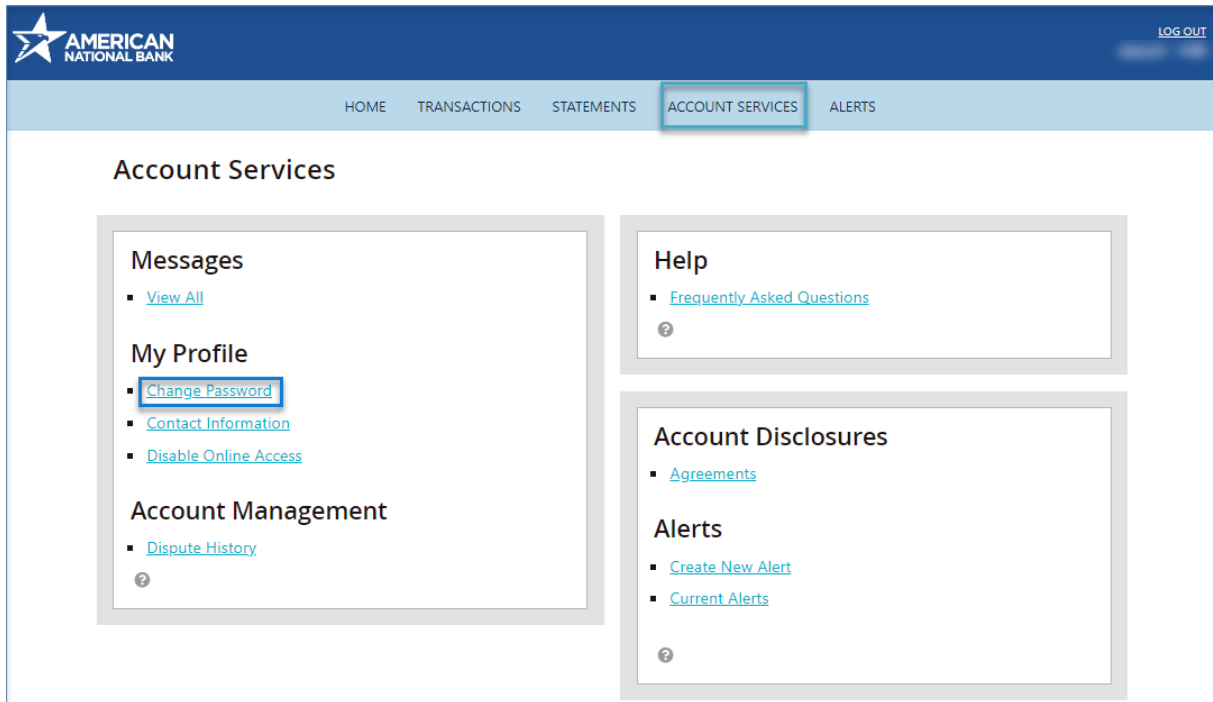 AMERICAN
NATIONAL BANK
LOG OUT
HOME TRANSACTIONS STATEMENTS ACCOUNT SERVICES ALERTS
Account Services
Messages
View All
My Profile
Change Password
Contact Information
Disable Online Access
Account Management
Dispute History
?
Help
Frequently Asked Questions
?
Account Disclosures
Agreements
Alerts
Create New Alert
Current Alerts
?